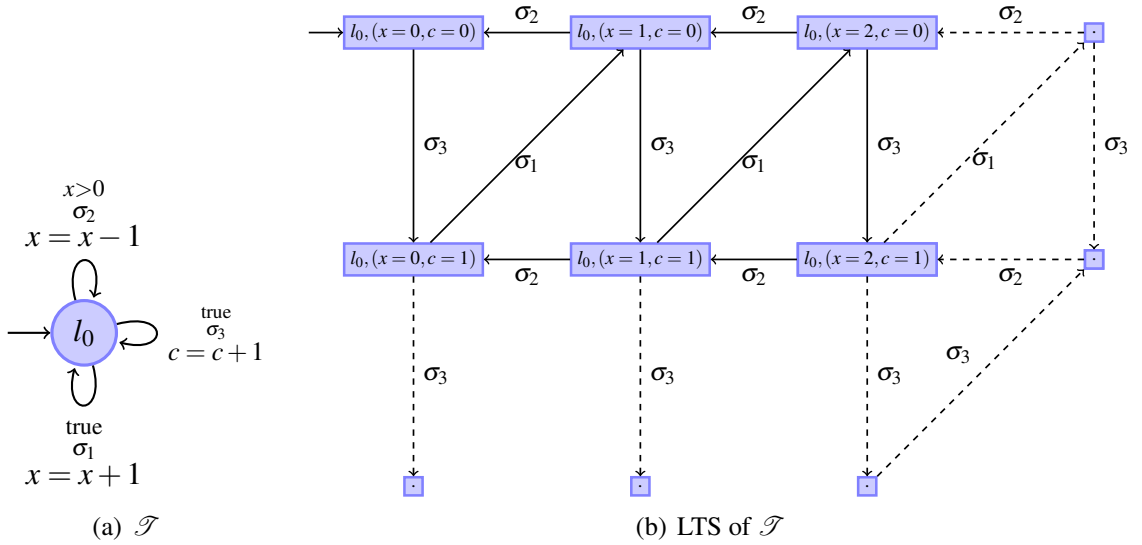 x>0
σ₂
x = x − 1
l₀
true
σ₃
c = c + 1
true
σ₁
x = x + 1
(a) 𝒯
l₀, (x = 0, c = 0)
σ₂
l₀, (x = 1, c = 0)
σ₂
l₀, (x = 2, c = 0)
σ₂
σ₃
σ₁
σ₃
σ₁
σ₃
σ₁
σ₃
l₀, (x = 0, c = 1)
σ₂
l₀, (x = 1, c = 1)
σ₂
l₀, (x = 2, c = 1)
σ₂
σ₃
σ₃
σ₃
σ₃
(b) LTS of 𝒯